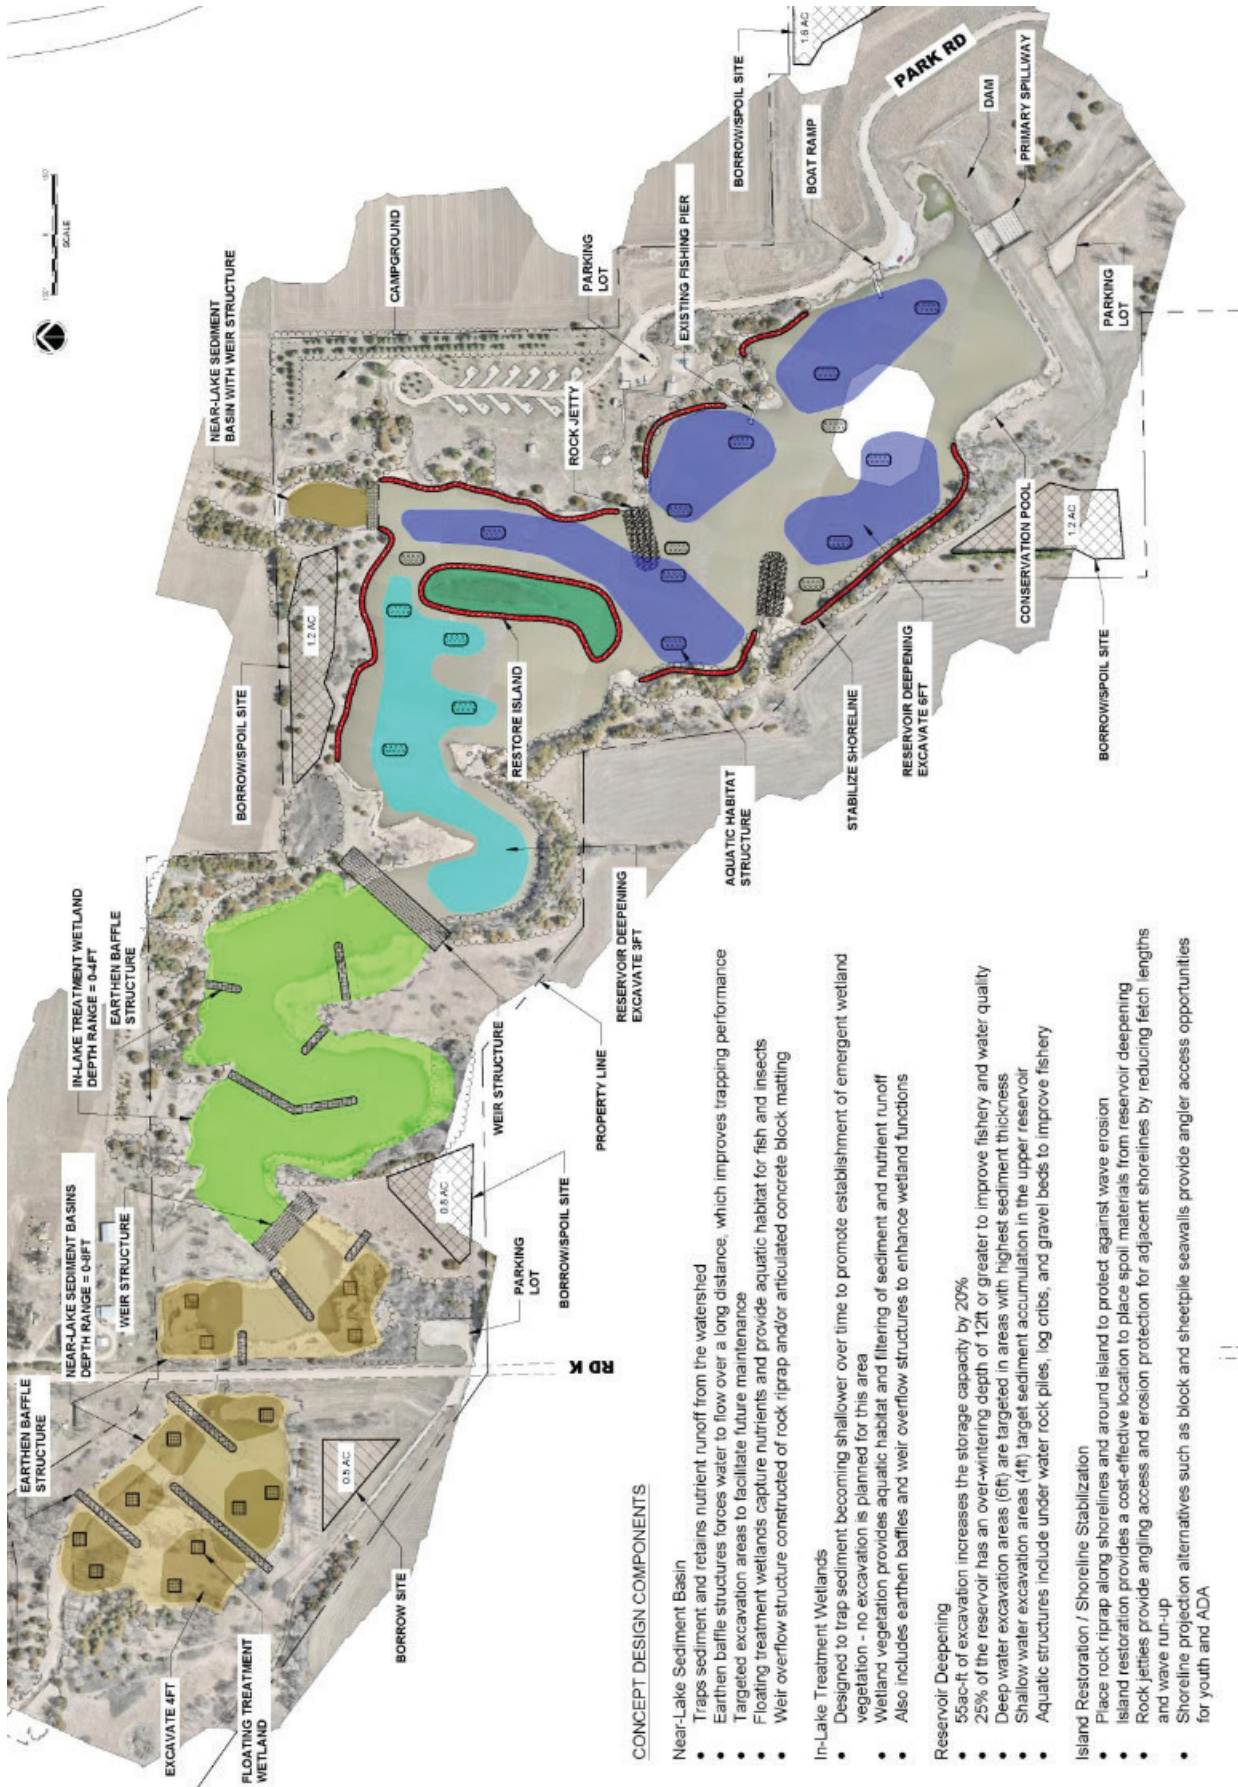 CONCEPT DESIGN COMPONENTS
Near-Lake Sediment Basin
• Traps sediment and retains nutrient runoff from the watershed
• Earthen baffle structures forces water to flow over a long distance, which improves trapping performance
• Targeted excavation areas to facilitate future maintenance
• Floating treatment wetlands capture nutrients and provide aquatic habitat for fish and insects
• Weir overflow structure constructed of rock riprap and/or articulated concrete block matting
In-Lake Treatment Wetlands
• Designed to trap sediment becoming shallower over time to promote establishment of emergent wetland
vegetation - no excavation is planned for this area
• Wetland vegetation provides aquatic habitat and filtering of sediment and nutrient runoff
• Also includes earthen baffles and weir overflow structures to enhance wetland functions
Reservoir Deepening
• 55ac-ft of excavation increases the storage capacity by 20%
• 25% of the reservoir has an over-wintering depth of 12ft or greater to improve fishery and water quality
• Deep water excavation areas (6ft) are targeted in areas with highest sediment thickness
• Shallow water excavation areas (4ft) target sediment accumulation in the upper reservoir
• Aquatic structures include under water rock piles, log cribs, and gravel beds to improve fishery
Island Restoration / Shoreline Stabilization
• Place rock riprap along shorelines and around island to protect against wave erosion
• Island restoration provides a cost-effective location to place spoil materials from reservoir deepening
• Rock jetties provide angling access and erosion protection for adjacent shorelines by reducing fetch lengths
and wave run-up
• Shoreline projection alternatives such as block and sheetpile seawalls provide angler access opportunities
for youth and ADA
EXCAVATE 4FT
FLOATING TREATMENT
WETLAND
BORROW SITE
0.5 AC
EARTHEN BAFFLE
STRUCTURE
NEAR-LAKE SEDIMENT BASINS
DEPTH RANGE = 0-8FT
WEIR STRUCTURE
RD K
PARKING
LOT
BORROW/SPOIL SITE
0.5 AC
IN-LAKE TREATMENT WETLAND
DEPTH RANGE = 0-4FT
EARTHEN BAFFLE
STRUCTURE
WEIR STRUCTURE
PROPERTY LINE
RESERVOIR DEEPENING
EXCAVATE 3FT
BORROW/SPOIL SITE
1.2 AC
RESTORE ISLAND
AQUATIC HABITAT
STRUCTURE
STABILIZE SHORELINE
RESERVOIR DEEPENING
EXCAVATE 6FT
NEAR-LAKE SEDIMENT
BASIN WITH WEIR STRUCTURE
CAMPGROUND
ROCK JETTY
PARKING
LOT
EXISTING FISHING PIER
BORROW/SPOIL SITE
1.6 AC
BOAT RAMP
PARK RD
DAM
PRIMARY SPILLWAY
PARKING
LOT
CONSERVATION POOL
1.2 AC
BORROW/SPOIL SITE
0
SCALE